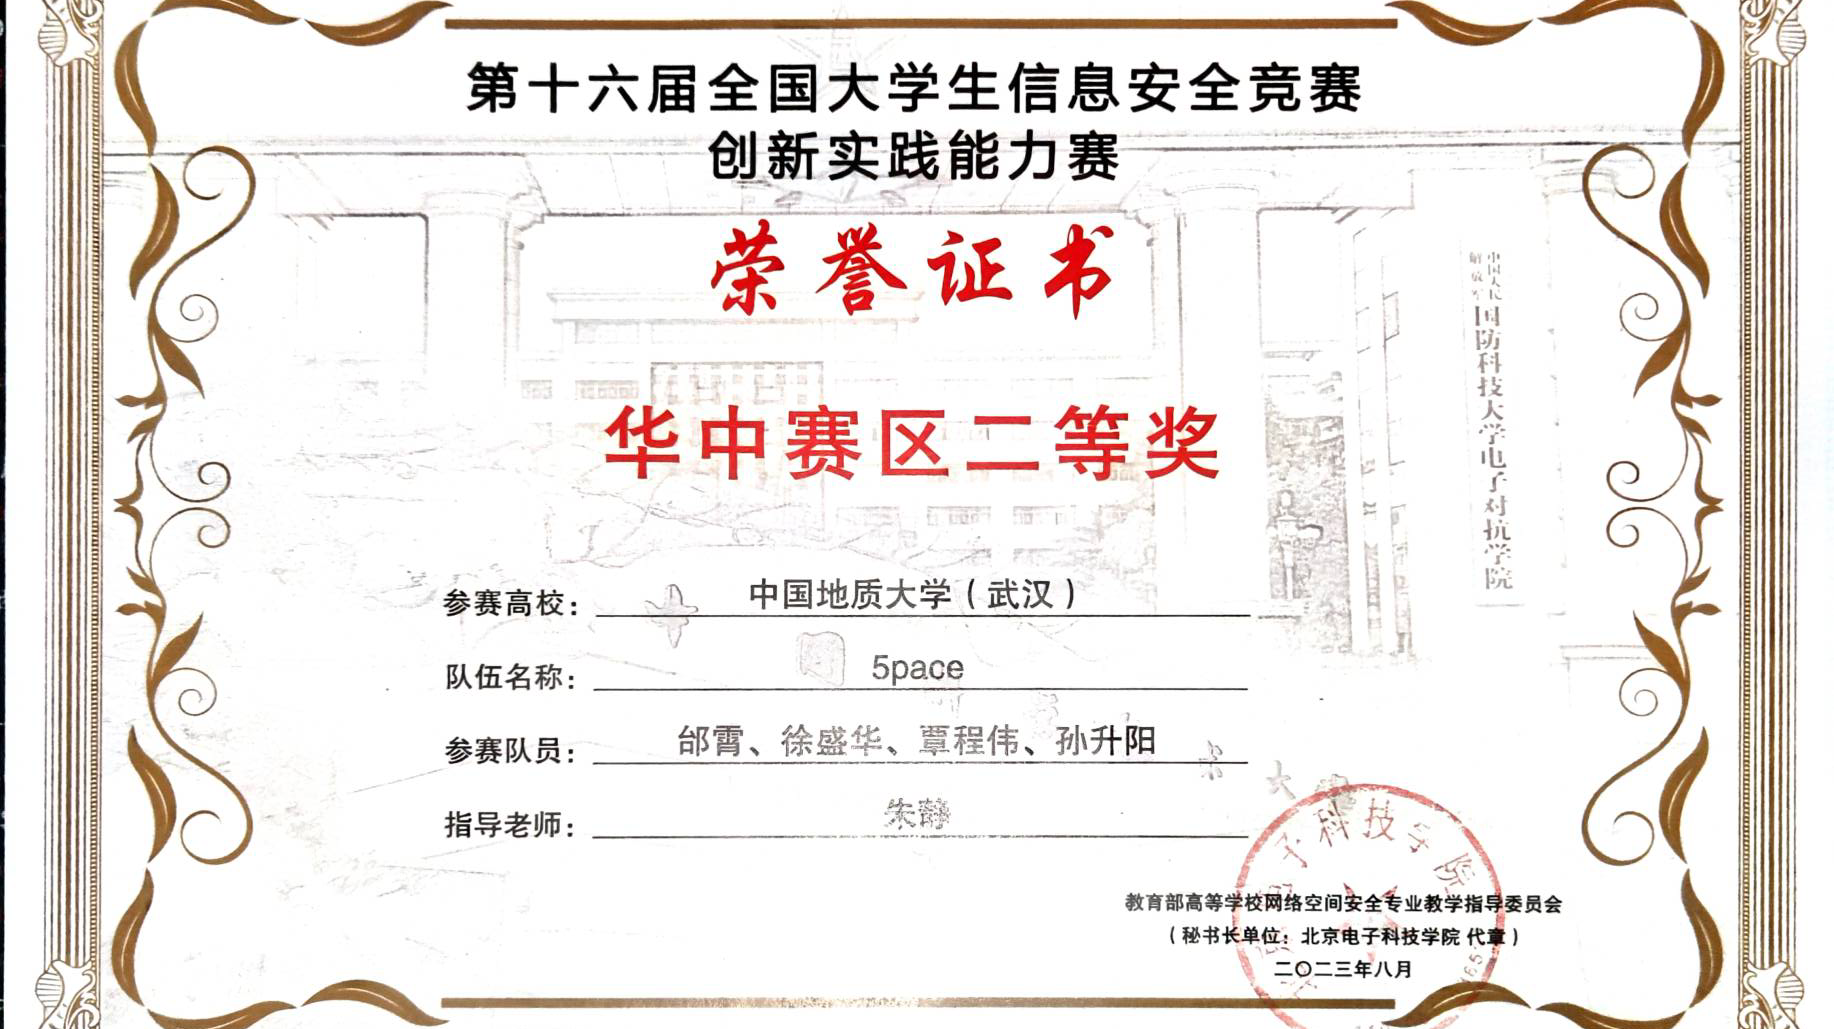 第十六届全国大学生信息安全竞赛
创新实践能力赛
荣誉证书
中国人民
解放军
国防科技大学电子对抗学院
华中赛区二等奖
参赛高校：中国地质大学（武汉）
队伍名称：5pace
参赛队员：邰霄、徐盛华、覃程伟、孙升阳
指导老师：朱静
子科技学院
教育部高等学校网络空间安全专业教学指导委员会
（秘书长单位：北京电子科技学院 代章）
二〇二三年八月